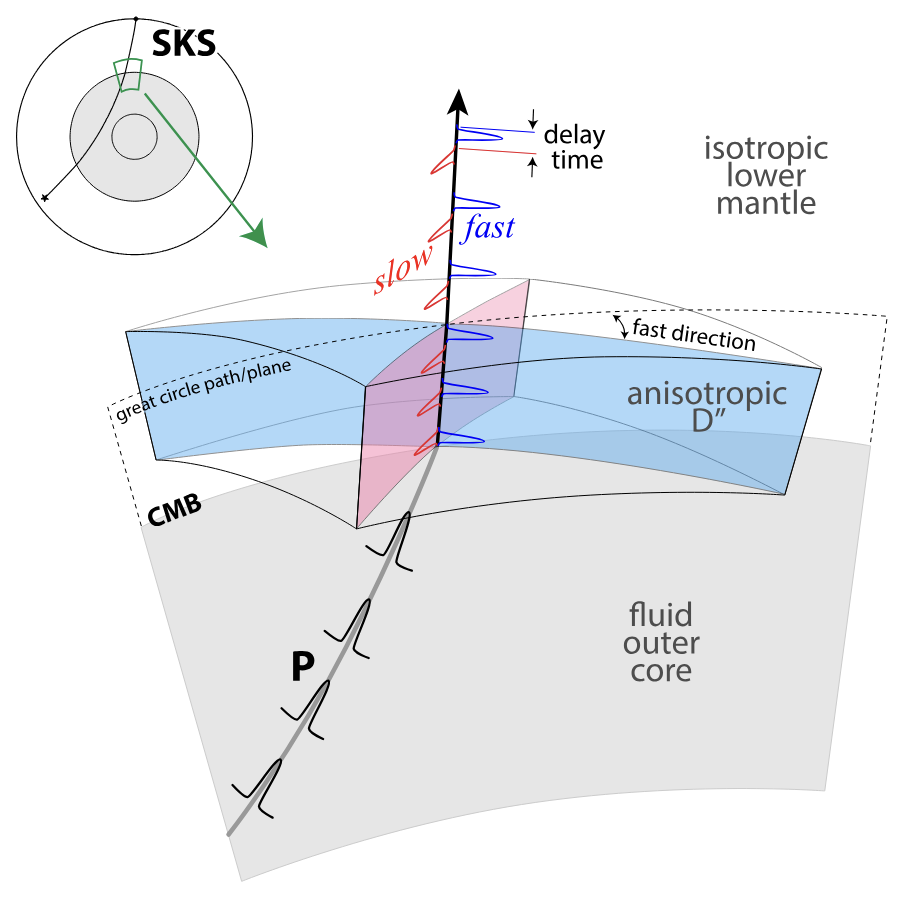 SKS
delay
time
isotropic
lower
mantle
fast
slow
fast direction
great circle path/plane
anisotropic
D”
CMB
fluid
outer
core
P